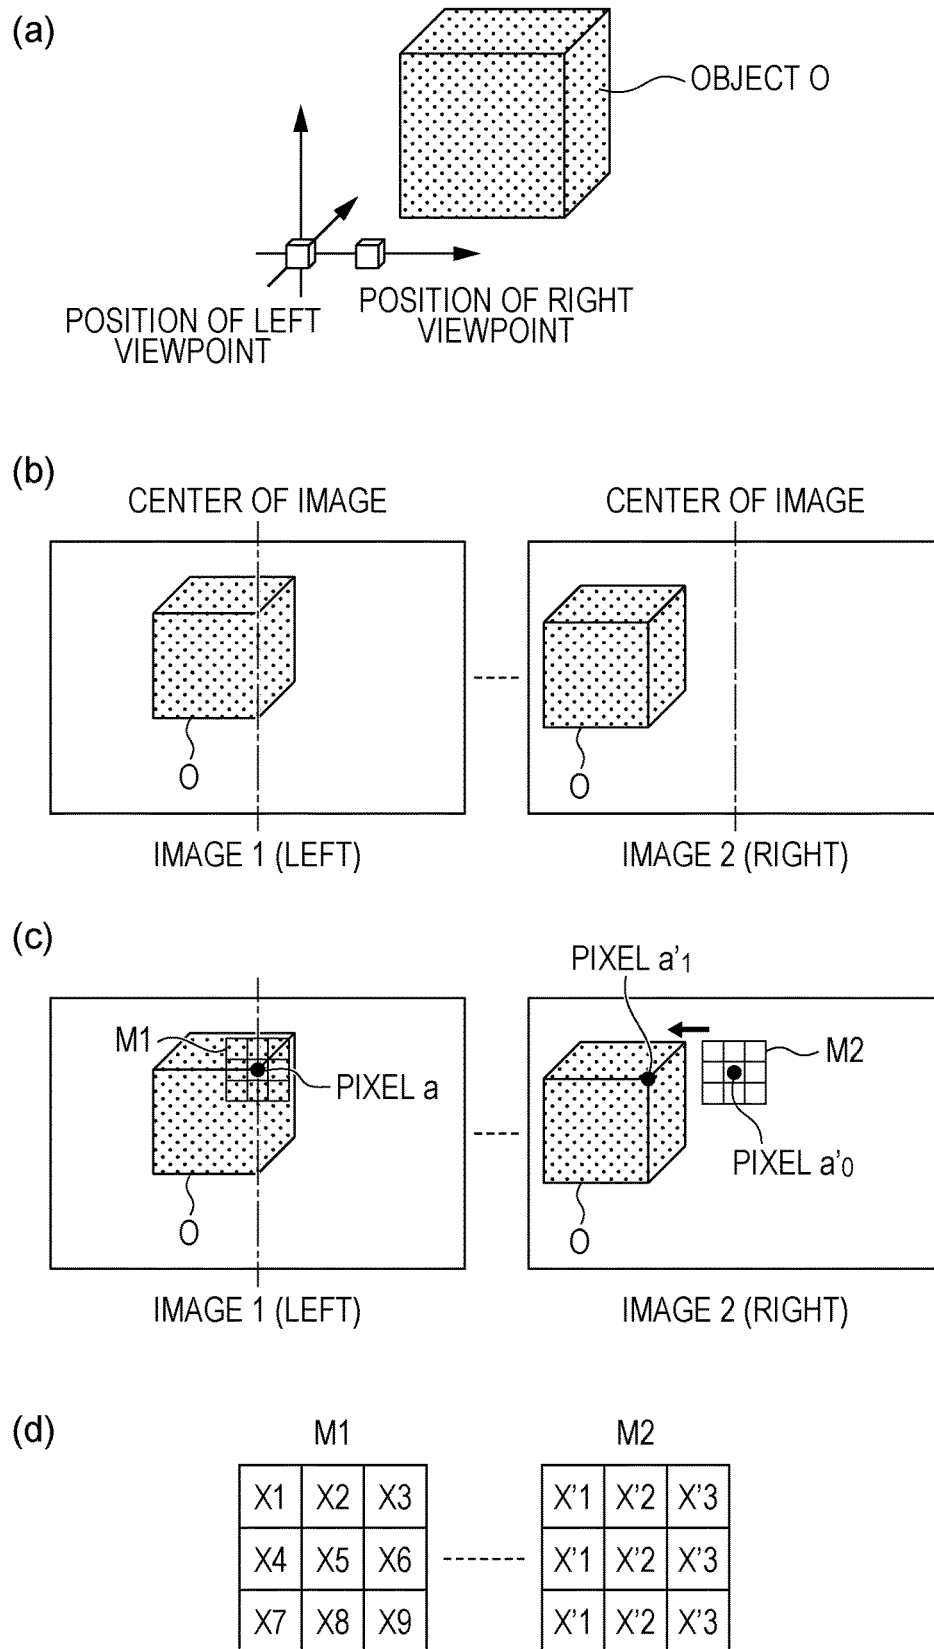 (a)
OBJECT O
POSITION OF LEFT
VIEWPOINT
POSITION OF RIGHT
VIEWPOINT
(b)
CENTER OF IMAGE
CENTER OF IMAGE
O
O
IMAGE 1 (LEFT)
IMAGE 2 (RIGHT)
(c)
PIXEL a'1
M1
M2
PIXEL a
PIXEL a'0
O
O
IMAGE 1 (LEFT)
IMAGE 2 (RIGHT)
(d)
M1
M2
X1 X2 X3
X'1 X'2 X'3
X4 X5 X6
X'1 X'2 X'3
X7 X8 X9
X'1 X'2 X'3